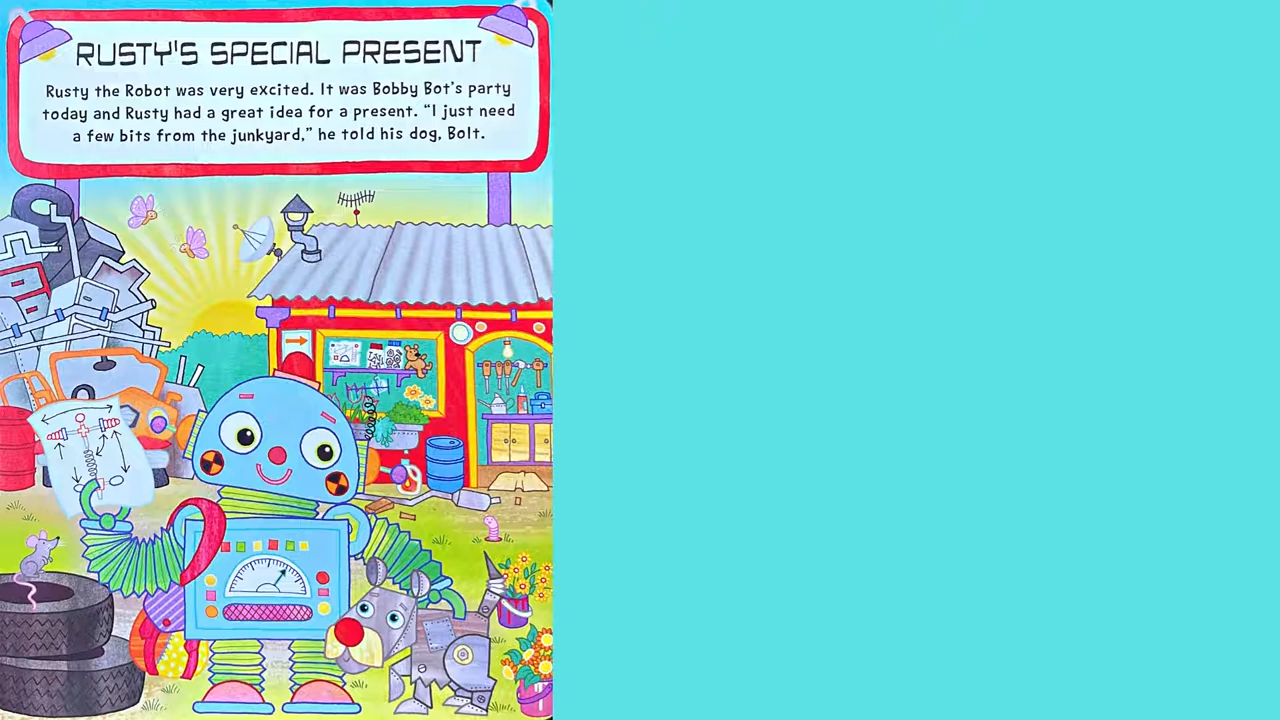 RUSTY'S SPECIAL PRESENT
Rusty the Robot was very excited. It was Bobby Bot's party
today and Rusty had a great idea for a present. “I just need
a few bits from the junkyard,” he told his dog, Bolt.